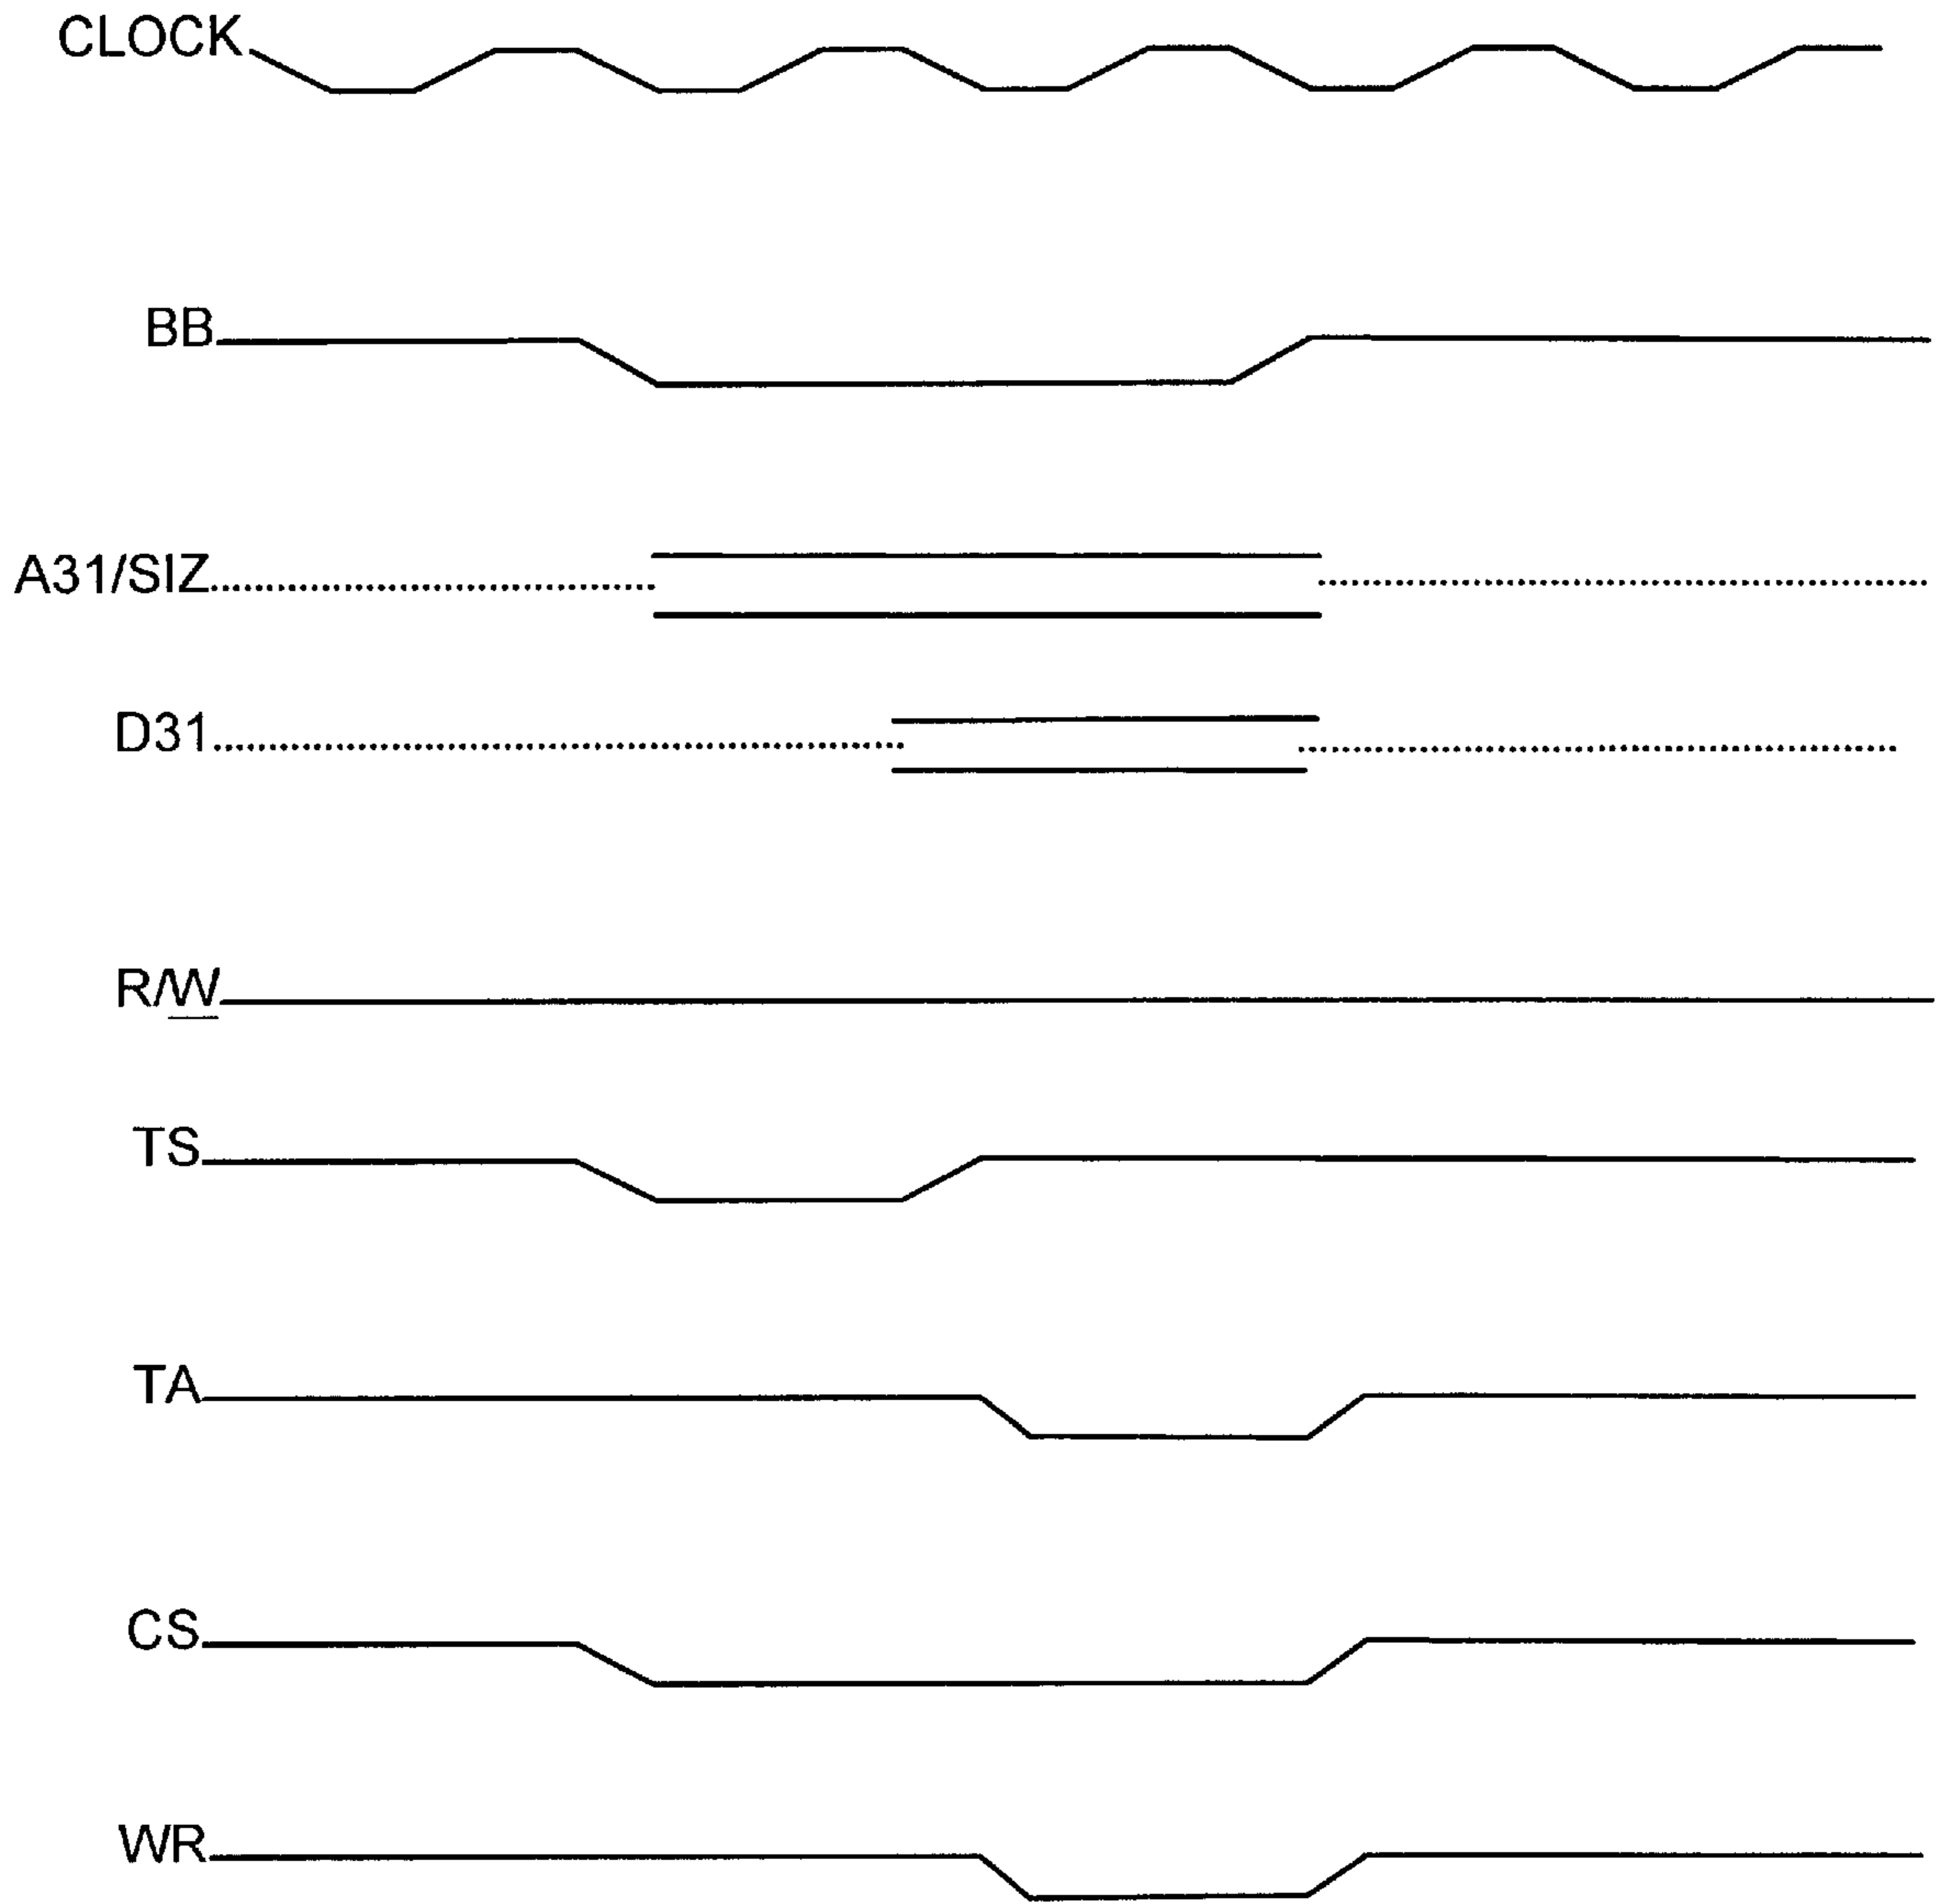 CLOCK
BB
A31/SIZ
D31
R/W
TS
TA
CS
WR